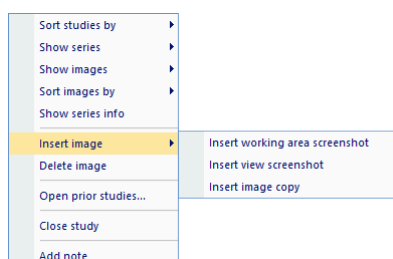 Sort studies by
Show series
Show images
Sort images by
Show series info
Insert image
Delete image
Open prior studies...
Close study
Add note
Insert working area screenshot
Insert view screenshot
Insert image copy